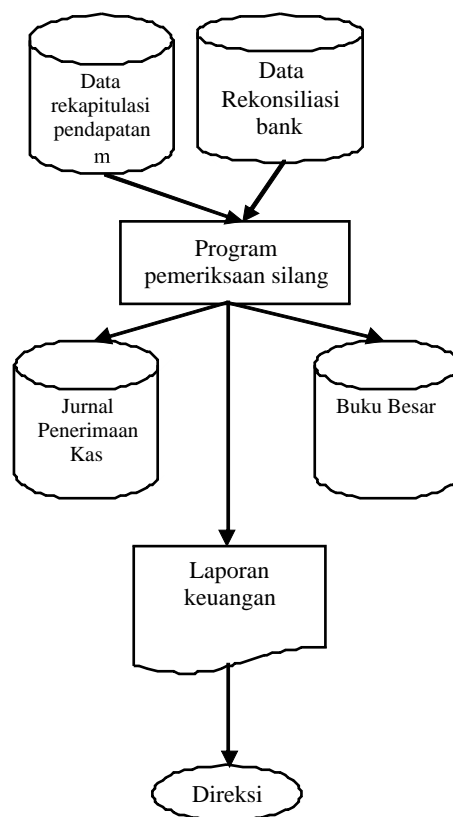 Data
rekapitulasi
pendapatan
m
Data
Rekonsiliasi
bank
Program
pemeriksaan silang
Jurnal
Penerimaan
Kas
Buku Besar
Laporan
keuangan
Direksi